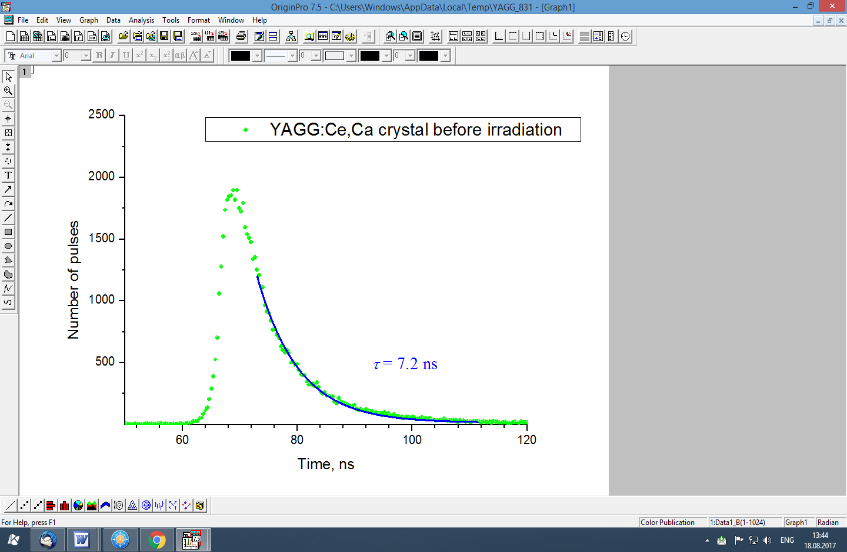 OriginPro 7.5 - C:\Users\Windows\AppData\Local\Temp\YAGG_831 - [Graph1]
File Edit View Graph Data Analysis Tools Format Window Help
Arial 0 B I U 0 0
1
2500
2000
1500
1000
500
Number of pulses
YAGG:Ce,Ca crystal before irradiation
τ = 7.2 ns
60 80 100 120
Time, ns
For Help, press F1 Color Publication 1:Data1_B(1-1024) Graph1 Radian
ENG 13:44
18.08.2017